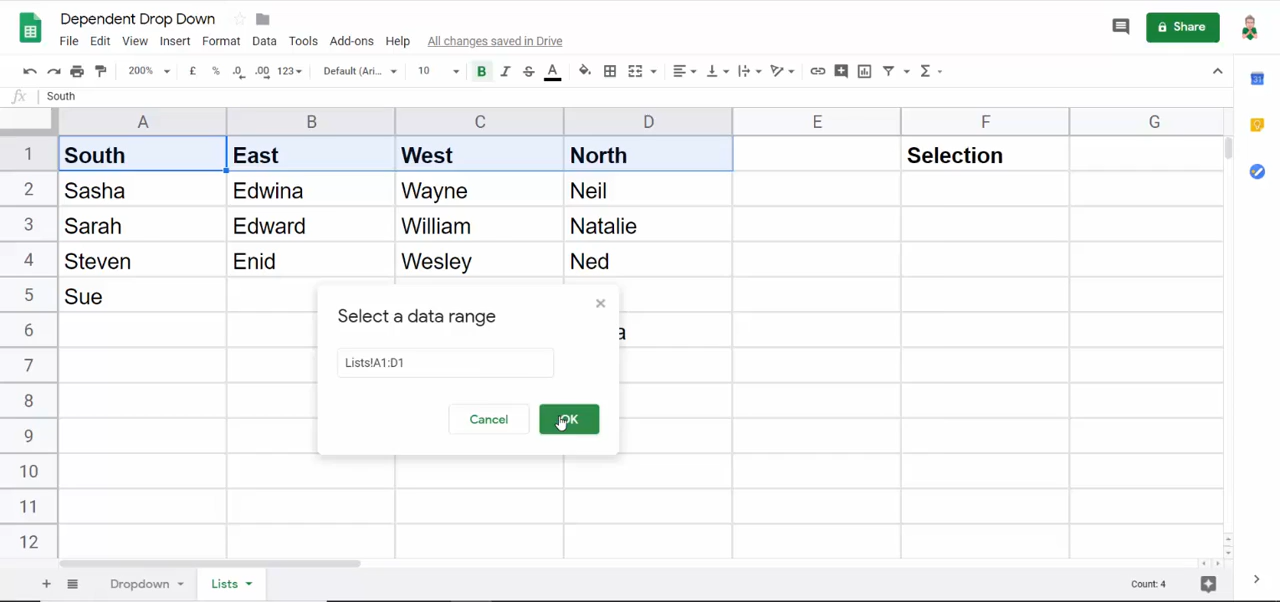 Dependent Drop Down
File Edit View Insert Format Data Tools Add-ons Help All changes saved in Drive
Share
200% £ % .0 .00 123 Default (Ari... 10 B I S A Σ
fx South
A B C D E F G
1 South East West North Selection
2 Sasha Edwina Wayne Neil
3 Sarah Edward William Natalie
4 Steven Enid Wesley Ned
5 Sue
6 a
7
8
9
10
11
12
Select a data range
Lists!A1:D1
Cancel OK
Dropdown Lists Count: 4